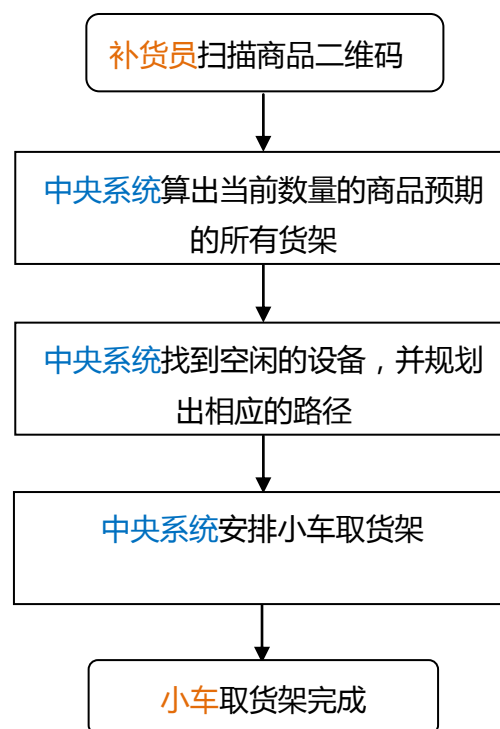 补货员扫描商品二维码
中央系统算出当前数量的商品预期
的所有货架
中央系统找到空闲的设备，并规划
出相应的路径
中央系统安排小车取货架
小车取货架完成